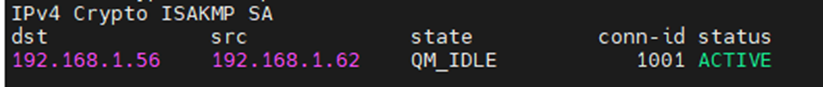 IPv4 Crypto ISAKMP SA
dst src state conn-id status
192.168.1.56 192.168.1.62 QM_IDLE 1001 ACTIVE